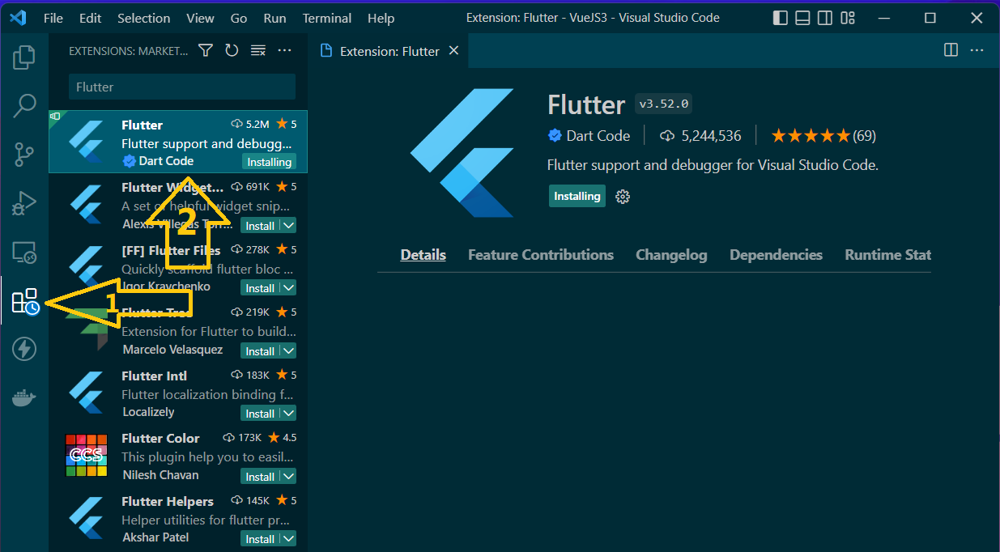 File Edit Selection View Go Run Terminal Help
Extension: Flutter - VueJS3 - Visual Studio Code
EXTENSIONS: MARKET...
Flutter
Flutter 5.2M 5
Flutter support and debugg...
Dart Code Installing
Flutter Widget... 691K 5
A set of helpful widget snip...
Alexis Villegas Torr... Install
2
[FF] Flutter Files 278K 5
Quickly scaffold flutter bloc ...
Igor Kravchenko Install
1
Flutter Tree 219K 5
Extension for Flutter to build...
Marcelo Velasquez Install
Flutter Intl 183K 5
Flutter localization binding f...
Localizely Install
CCS
Flutter Color 173K 4.5
This plugin help you to easil...
Nilesh Chavan Install
Flutter Helpers 145K 5
Helper utilities for flutter pr...
Akshar Patel Install
Extension: Flutter
Flutter v3.52.0
Dart Code 5,244,536 (69)
Flutter support and debugger for Visual Studio Code.
Installing
Details Feature Contributions Changelog Dependencies Runtime Stat